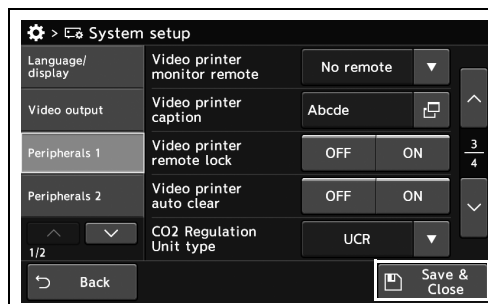 > System setup
Language/
display
Video output
Peripherals 1
Peripherals 2
1/2
Video printer
monitor remote
No remote
Video printer
caption
Abcde
Video printer
remote lock
OFF
ON
Video printer
auto clear
OFF
ON
CO2 Regulation
Unit type
UCR
3
4
Back
Save &
Close